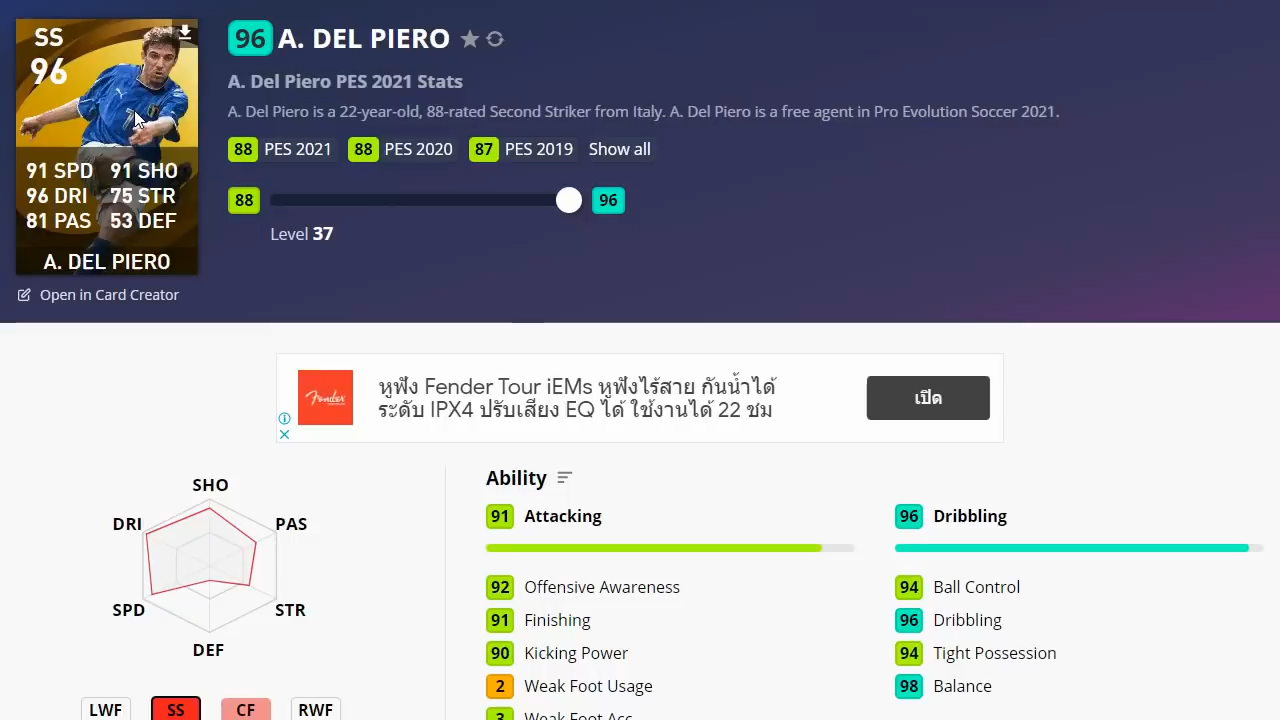 SS
96
91 SPD 91 SHO
96 DRI 75 STR
81 PAS 53 DEF
A. DEL PIERO
Open in Card Creator
96 A. DEL PIERO
A. Del Piero PES 2021 Stats
A. Del Piero is a 22-year-old, 88-rated Second Striker from Italy. A. Del Piero is a free agent in Pro Evolution Soccer 2021.
88 PES 2021 88 PES 2020 87 PES 2019 Show all
88 96
Level 37
Fender
หูฟัง Fender Tour iEMs หูฟังไร้สาย กันน้ำได้
ระดับ IPX4 ปรับเสียง EQ ได้ ใช้งานได้ 22 ชม
เปิด
SHO
DRI PAS
SPD STR
DEF
LWF SS CF RWF
Ability
91 Attacking
92 Offensive Awareness
91 Finishing
90 Kicking Power
2 Weak Foot Usage
3 Weak Foot Acc.
96 Dribbling
94 Ball Control
96 Dribbling
94 Tight Possession
98 Balance